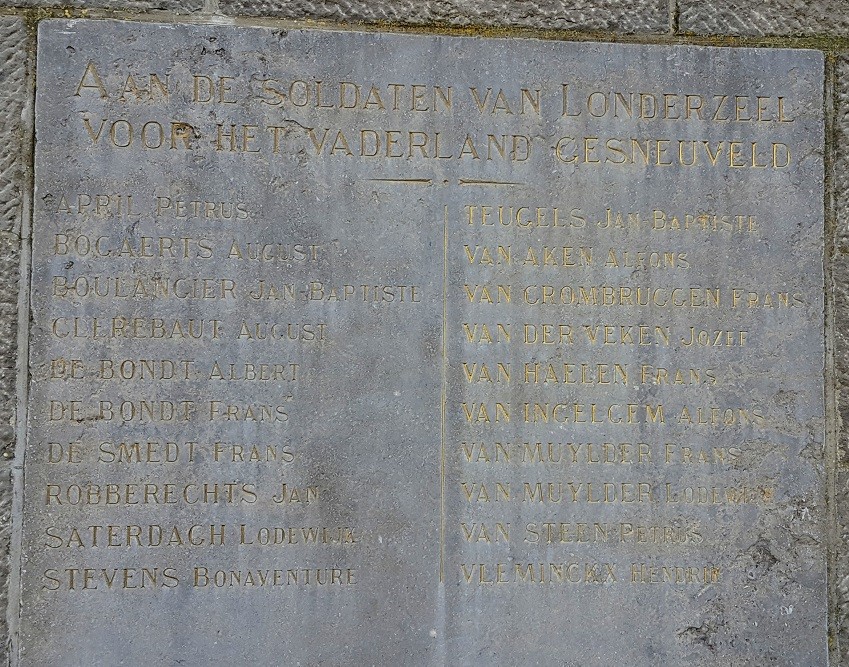 AAN DE SOLDATEN VAN LONDERZEEL
VOOR HET VADERLAND GESNEUVELD
APRIL PETRUS
BOGAERTS AUGUST
BOULANGIER JAN-BAPTISTE
CLEREBAUT AUGUST
DE BONDT ALBERT
DE BONDT FRANS
DE SMEDT FRANS
ROBBERECHTS JAN
SATERDAGH LODEWIJK
STEVENS BONAVENTURE
TEUGELS JAN-BAPTISTE
VAN AKEN ALFONS
VAN CROMBRUGGEN FRANS
VAN DER VEKEN JOZEF
VAN HAELEN FRANS
VAN INGELGEM ALFONS
VAN MUYLDER FRANS
VAN MUYLDER LODEWIJK
VAN STEEN PETRUS
VLEMINCKX HENDRIK